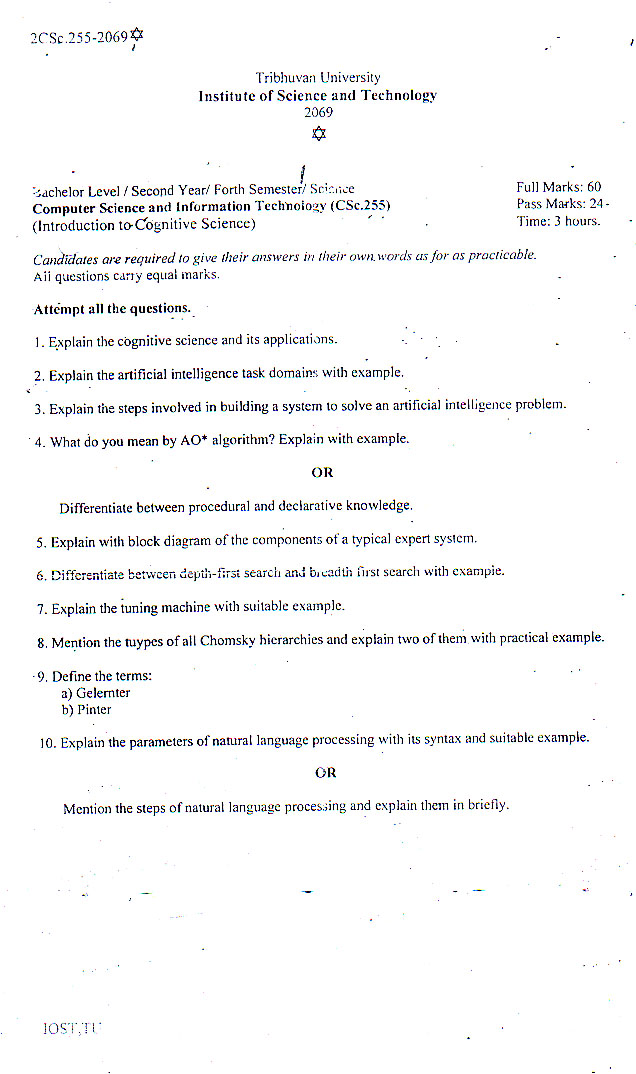 2CSc.255-2069✡
Tribhuvan University
Institute of Science and Technology
2069
✡
Bachelor Level / Second Year/ Forth Semester/ Science
Full Marks: 60
Computer Science and Information Technology (CSc.255)
Pass Marks: 24
(Introduction to Cognitive Science)
Time: 3 hours.
Candidates are required to give their answers in their own words as for as practicable.
All questions carry equal marks.
Attempt all the questions.
1. Explain the cognitive science and its applications.
2. Explain the artificial intelligence task domains with example.
3. Explain the steps involved in building a system to solve an artificial intelligence problem.
4. What do you mean by AO* algorithm? Explain with example.
OR
Differentiate between procedural and declarative knowledge.
5. Explain with block diagram of the components of a typical expert system.
6. Differentiate between depth-first search and breadth first search with example.
7. Explain the tuning machine with suitable example.
8. Mention the tuypes of all Chomsky hierarchies and explain two of them with practical example.
9. Define the terms:
a) Gelernter
b) Pinter
10. Explain the parameters of natural language processing with its syntax and suitable example.
OR
Mention the steps of natural language processing and explain them in briefly.
IOST,TU